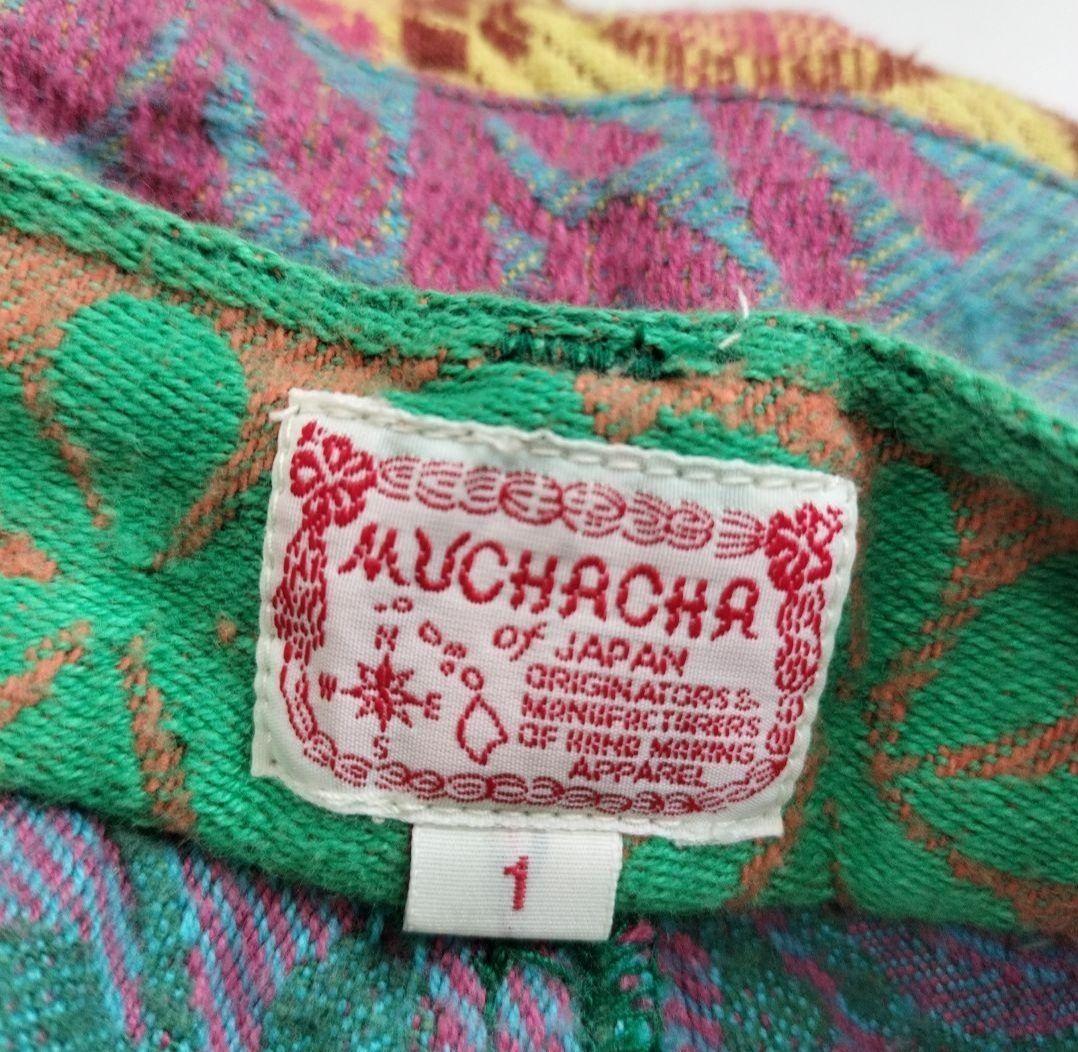 MUCHACHA
of JAPAN
ORIGINATORS &
MANUFACTURERS
OF HAND MAKING
APPAREL
N
W E
S
1